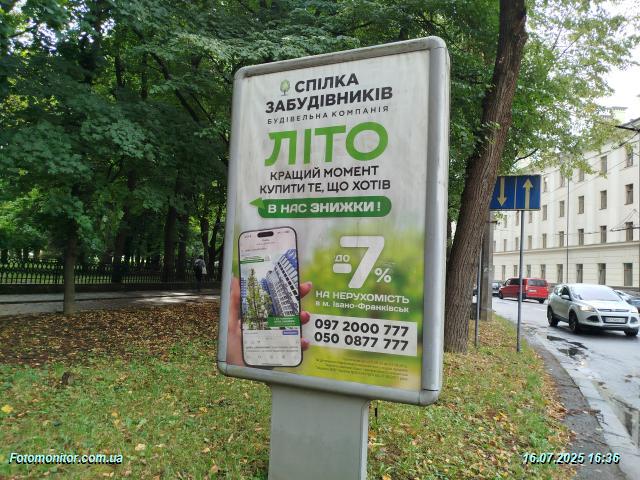 СПІЛКА
ЗАБУДІВНИКІВ
БУДІВЕЛЬНА КОМПАНІЯ
ЛІТО
КРАЩИЙ МОМЕНТ
КУПИТИ ТЕ, ЩО ХОТІВ
В НАС ЗНИЖКИ!
ДО -7%
НА НЕРУХОМІСТЬ
в м. Івано-Франківськ
097 2000 777
050 0877 777
Fotomonitor.com.ua
16.07.2025 16:36